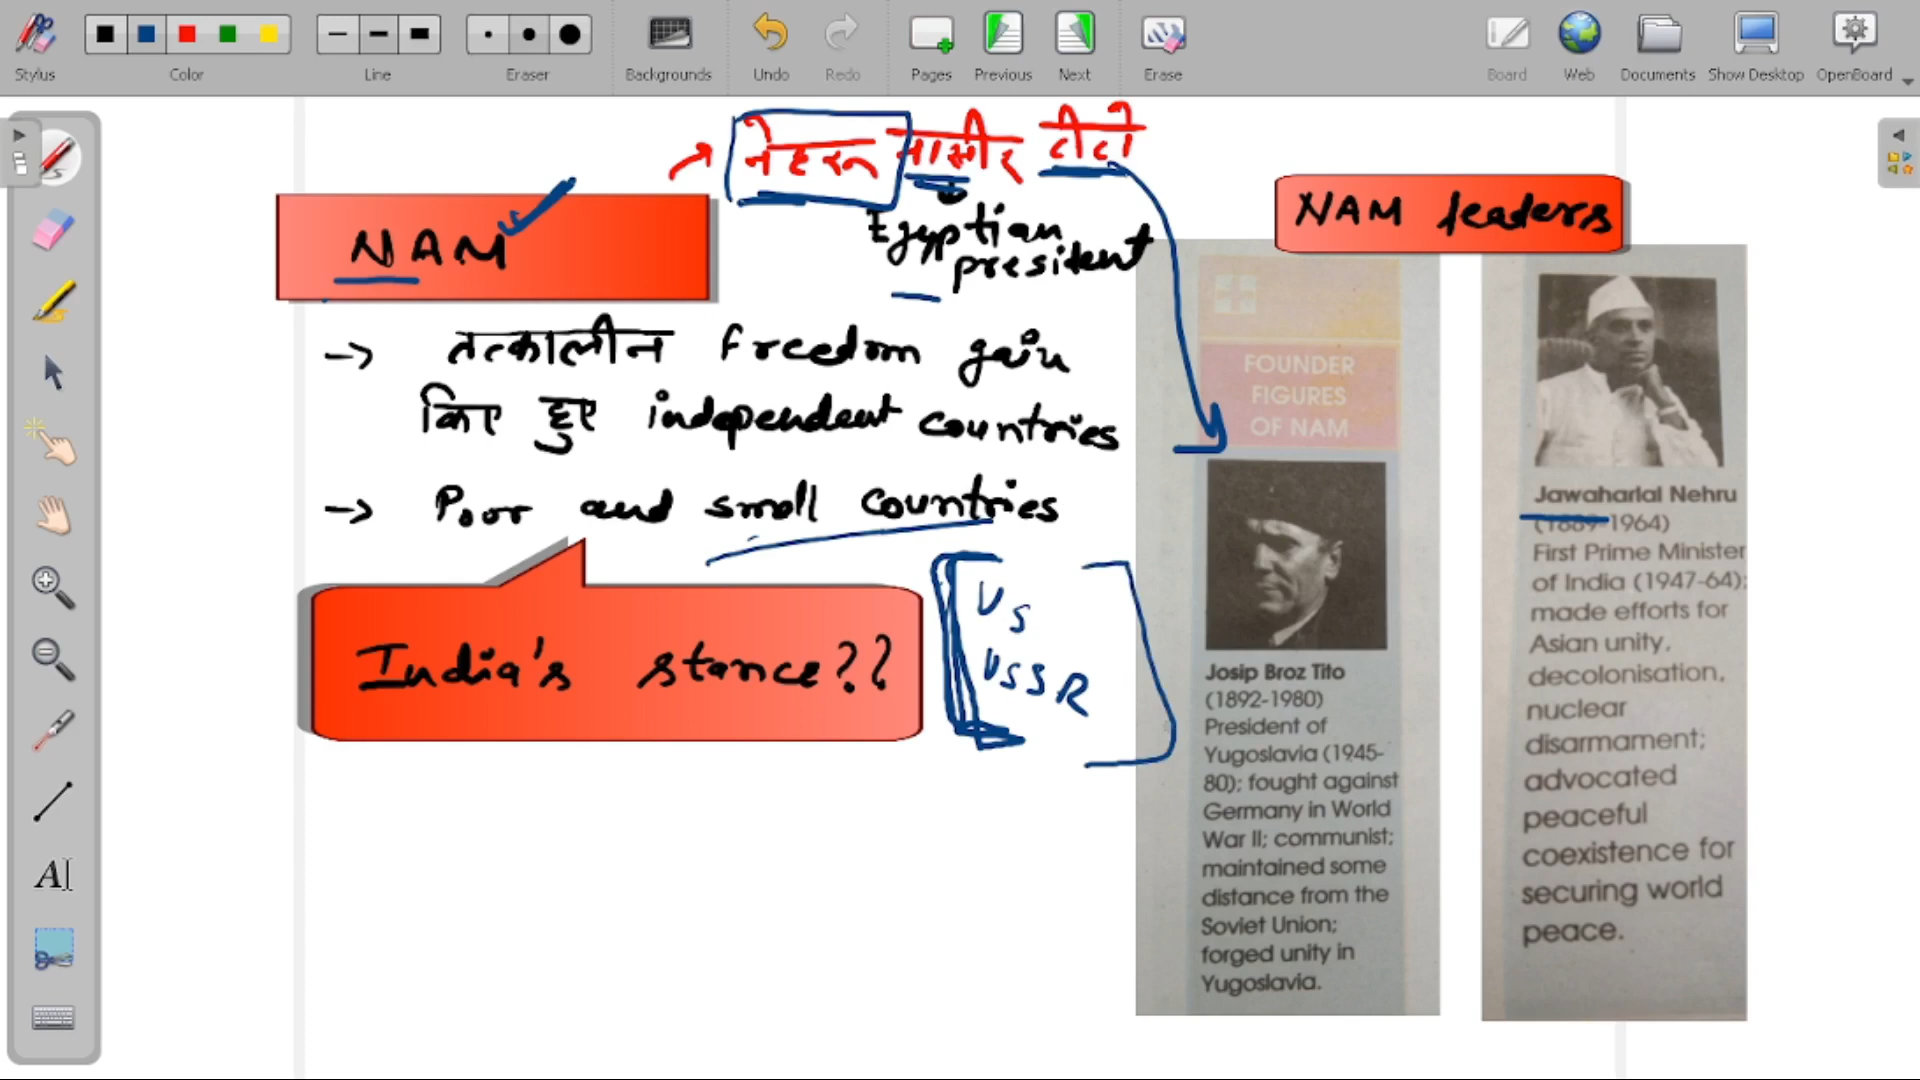 Stylus
Color
Line
Eraser
Backgrounds
Undo
Redo
Pages
Previous
Next
Erase
Board
Web
Documents
Show Desktop
OpenBoard
नेहरू नासीर टीटो
Egyptian
president
NAM
NAM leaders
-> तत्कालीन freedom gain
किए हुए independent countries
-> Poor and small countries
India's stance??
US
USSR
FOUNDER
FIGURES
OF NAM
Josip Broz Tito
(1892-1980)
President of
Yugoslavia (1945-
80); fought against
Germany in World
War II; communist;
maintained some
distance from the
Soviet Union;
forged unity in
Yugoslavia.
Jawaharlal Nehru
(1889-1964)
First Prime Minister
of India (1947-64);
made efforts for
Asian unity,
decolonisation,
nuclear
disarmament;
advocated
peaceful
coexistence for
securing world
peace.